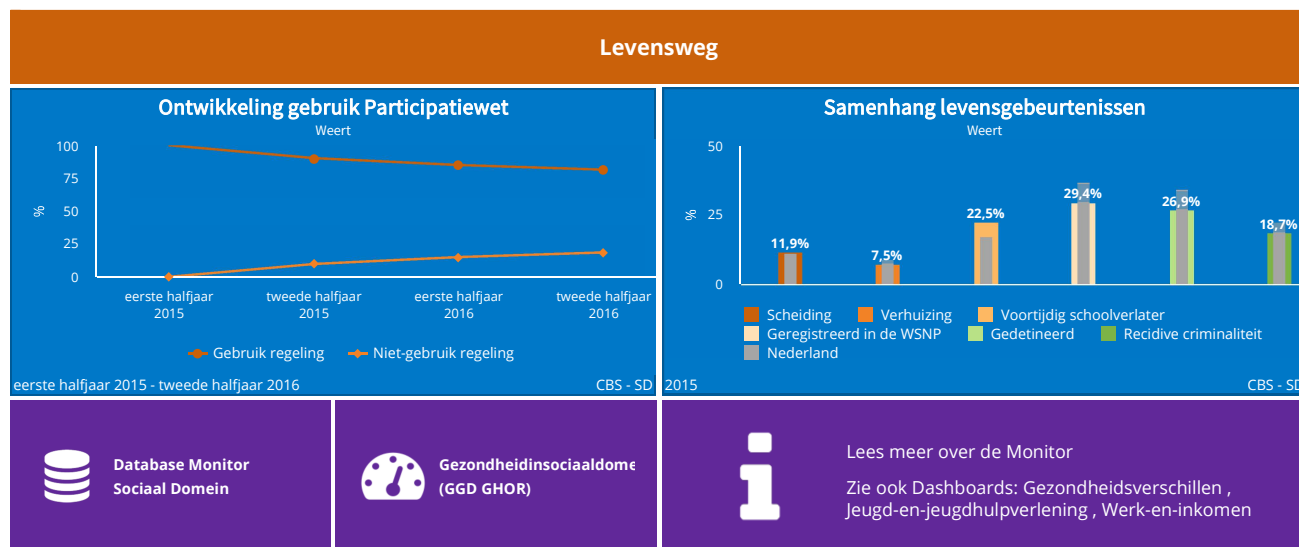 Levensweg
Ontwikkeling gebruik Participatiewet
Weert
100
75
50
25
0
%
eerste halfjaar
2015
tweede halfjaar
2015
eerste halfjaar
2016
tweede halfjaar
2016
Gebruik regeling
Niet-gebruik regeling
eerste halfjaar 2015 - tweede halfjaar 2016
CBS - SD
Samenhang levensgebeurtenissen
Weert
50
25
0
%
11,9%
7,5%
22,5%
29,4%
26,9%
18,7%
Scheiding
Verhuizing
Voortijdig schoolverlater
Geregistreerd in de WSNP
Gedetineerd
Recidive criminaliteit
Nederland
2015
CBS - SD
Database Monitor
Sociaal Domein
Gezondheidinsociaaldome
(GGD GHOR)
Lees meer over de Monitor
Zie ook Dashboards: Gezondheidsverschillen ,
Jeugd-en-jeugdhulpverlening , Werk-en-inkomen